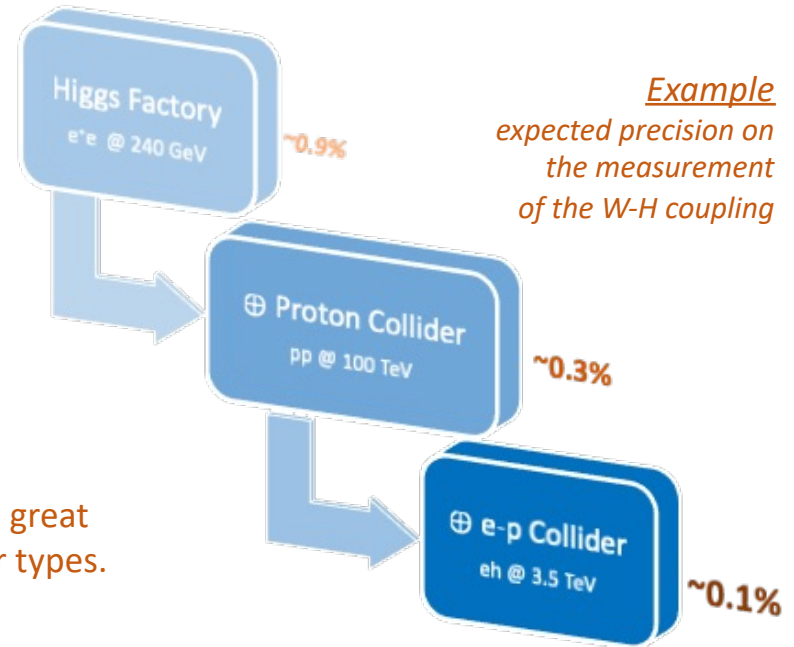 Higgs Factory
e⁺e @ 240 GeV
~0.9%
Example
expected precision on
the measurement
of the W-H coupling
⊕ Proton Collider
pp @ 100 TeV
~0.3%
great
r types.
⊕ e-p Collider
eh @ 3.5 TeV
~0.1%